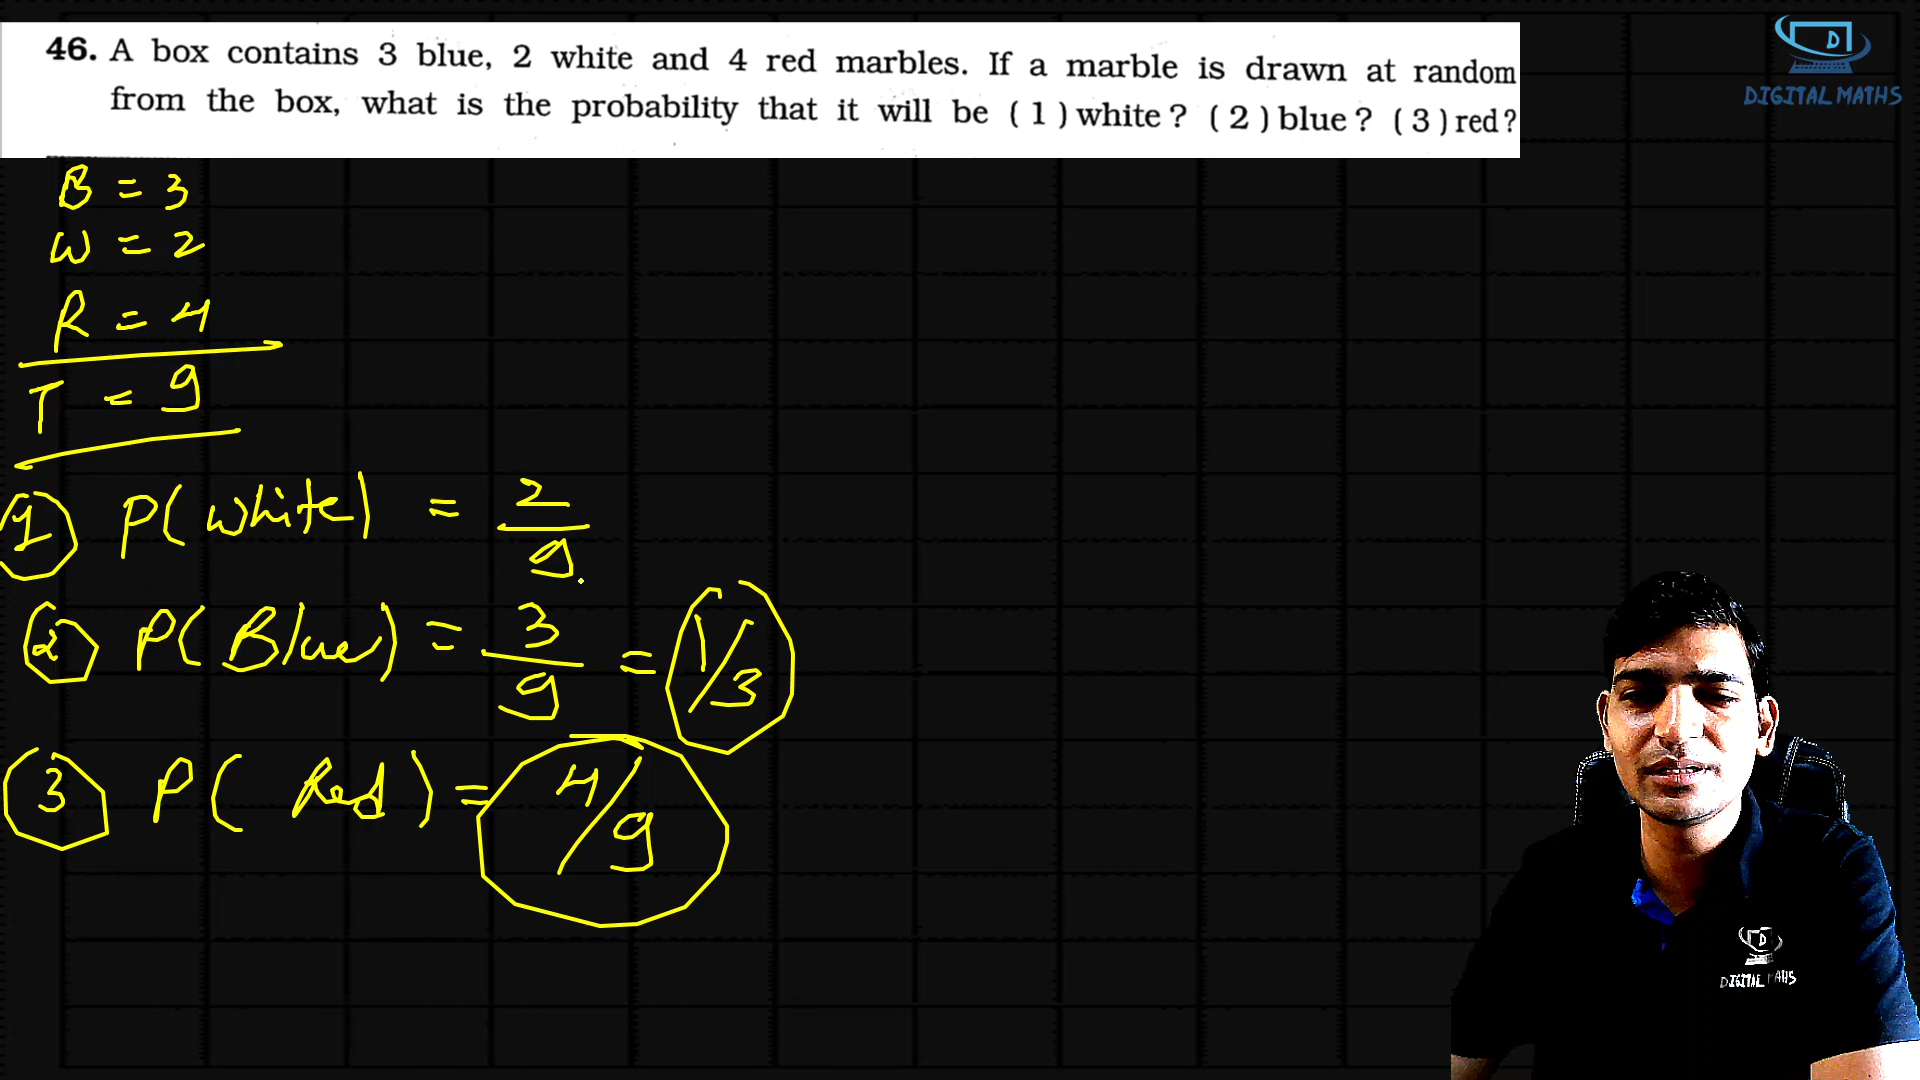 46. A box contains 3 blue, 2 white and 4 red marbles. If a marble is drawn at random
from the box, what is the probability that it will be (1) white? (2) blue? (3) red?
D
DIGITAL MATHS
B = 3
W = 2
R = 4
T = 9
1 P(white) = 2/9.
2 P(Blue) = 3/9 = 1/3
3 P(Red) = 4/9
D
DIGITAL MATHS